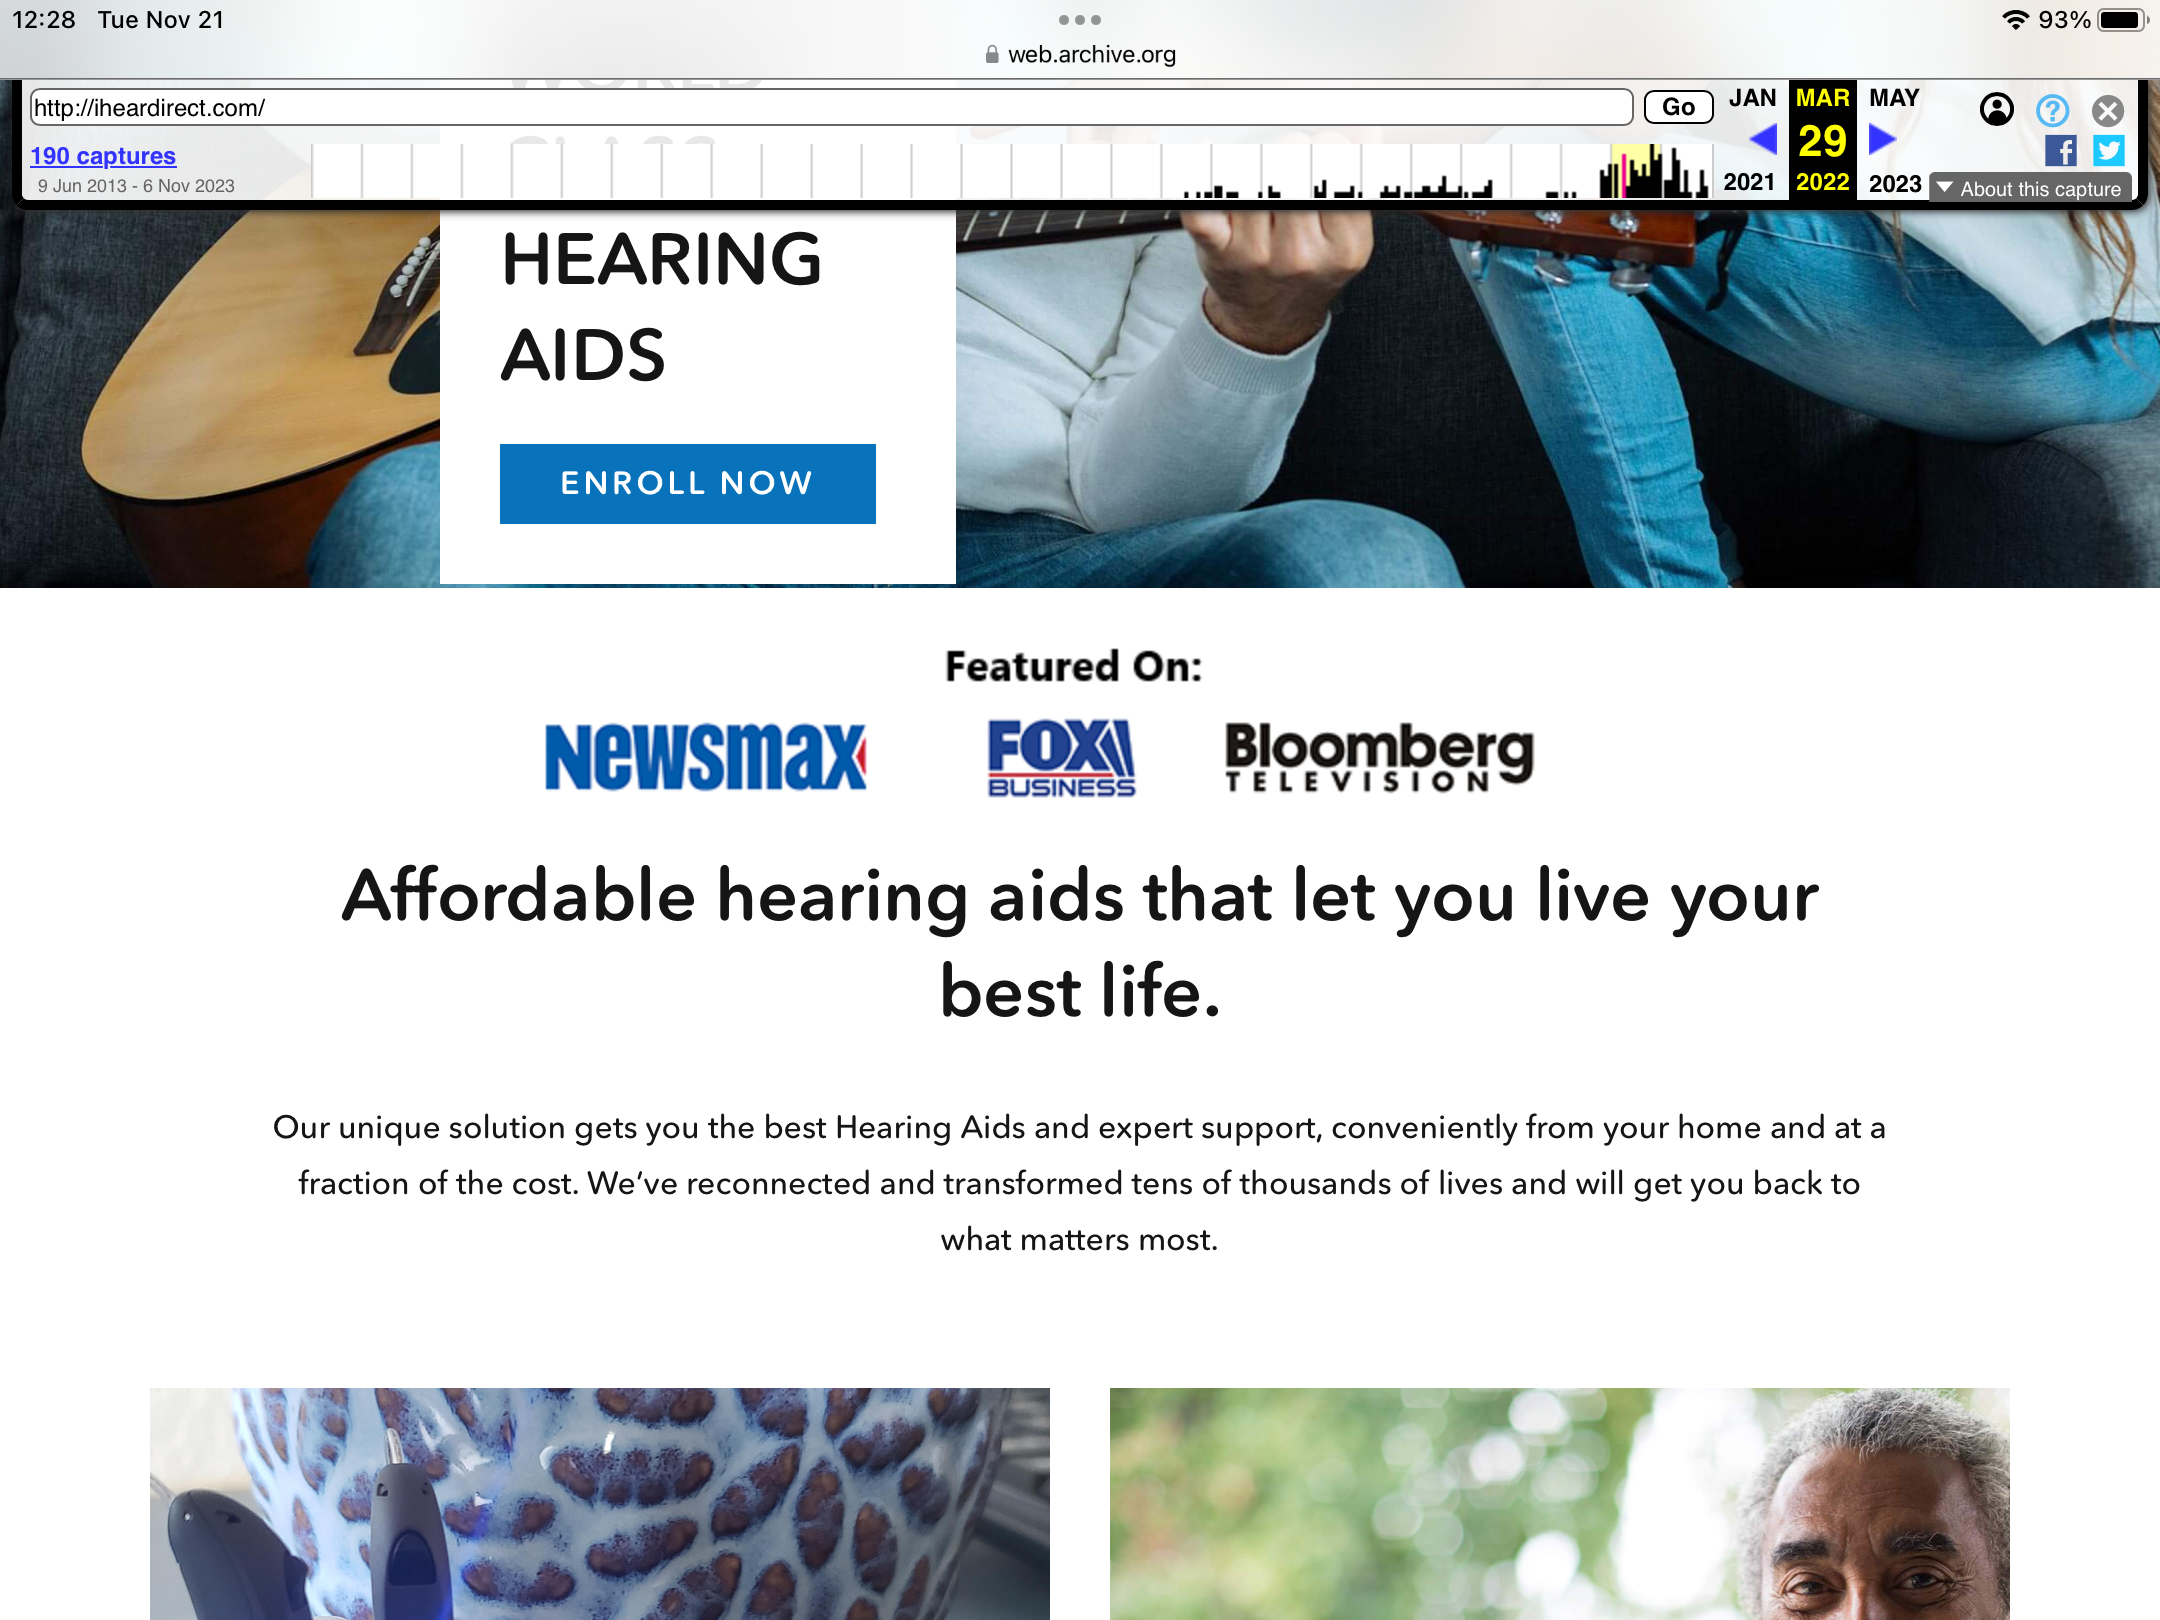 12:28 Tue Nov 21
93%
web.archive.org
http://iheardirect.com/
Go
JAN MAR MAY
190 captures
29
9 Jun 2013 - 6 Nov 2023
2021 2022 2023
f
About this capture
WORLD
CLASS
HEARING
AIDS
ENROLL NOW
Featured On:
Newsmax
FOX BUSINESS
Bloomberg TELEVISION
Affordable hearing aids that let you live your
best life.
Our unique solution gets you the best Hearing Aids and expert support, conveniently from your home and at a
fraction of the cost. We've reconnected and transformed tens of thousands of lives and will get you back to
what matters most.